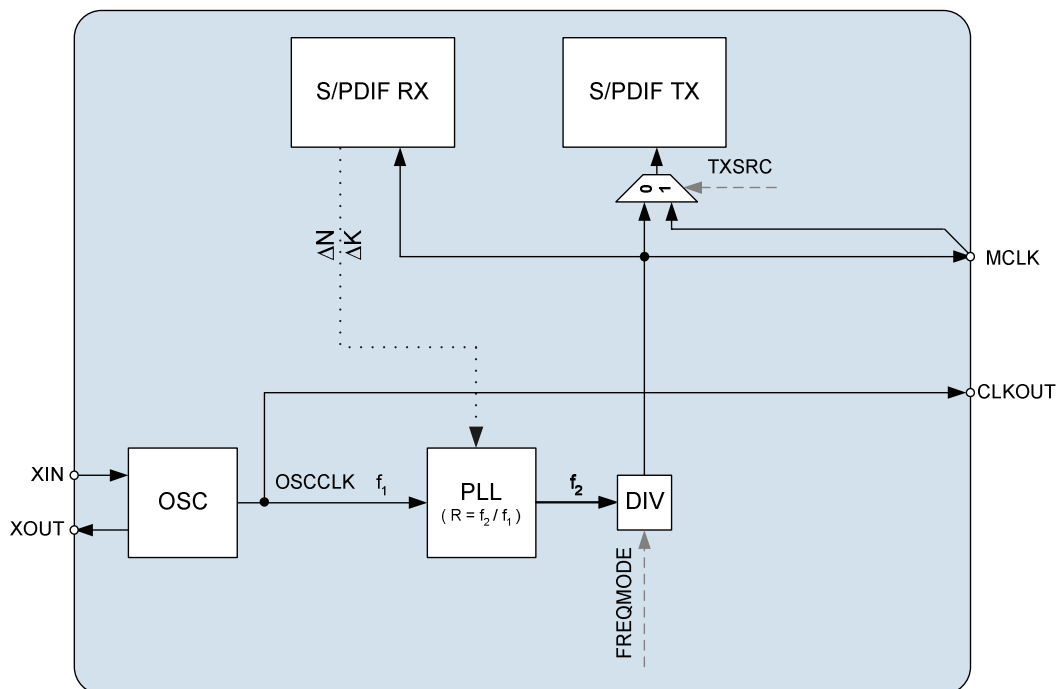 S/PDIF RX
S/PDIF TX
TXSRC
0
1
ΔN
ΔK
MCLK
CLKOUT
XIN
XOUT
OSC
OSCCLK f₁
PLL
( R = f₂ / f₁ )
f₂
DIV
FREQMODE